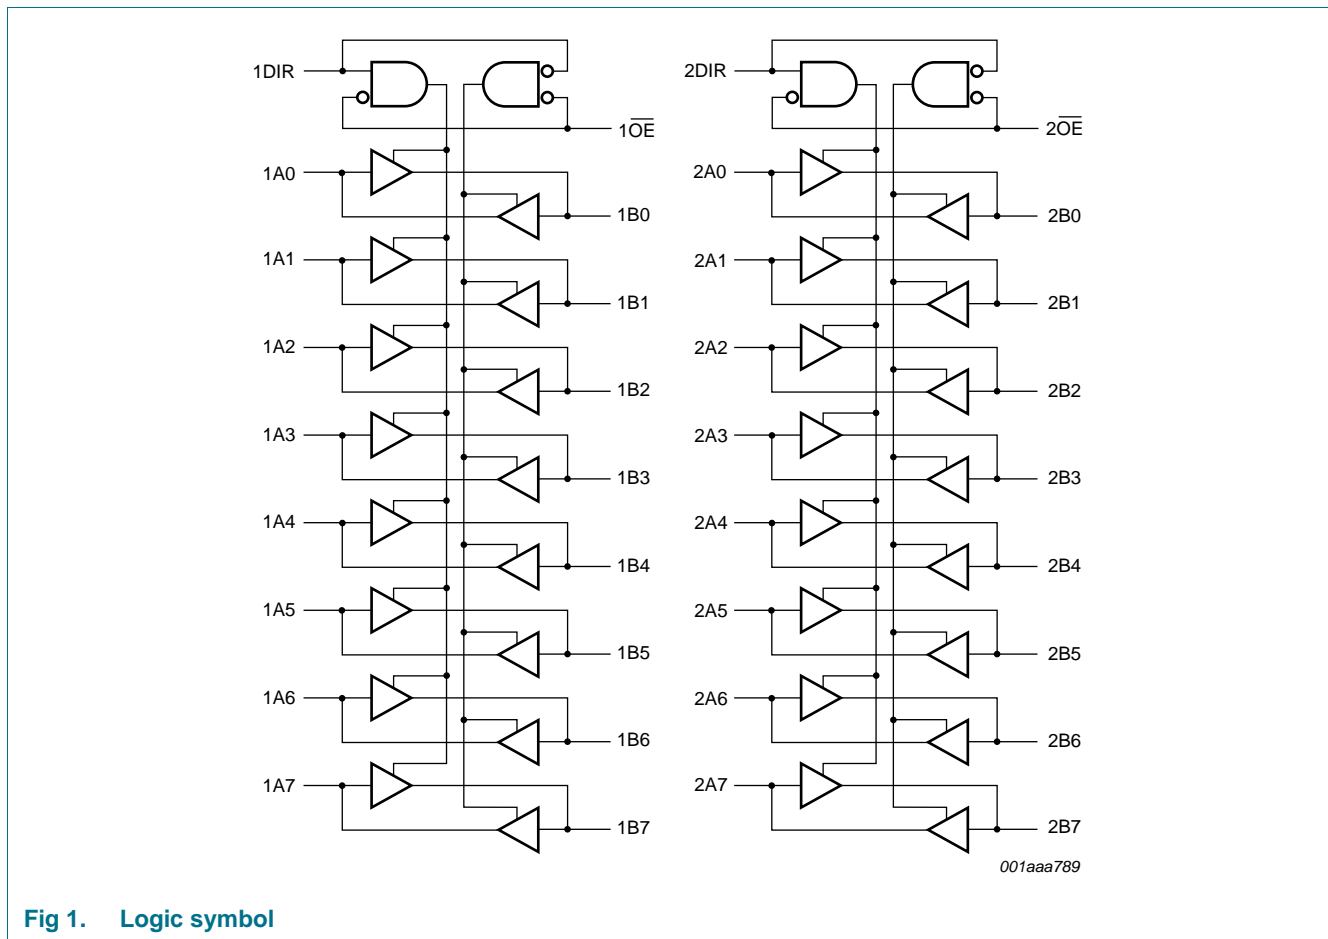 1DIR
2DIR
1O̅E̅
2O̅E̅
1A0
2A0
1B0
2B0
1A1
2A1
1B1
2B1
1A2
2A2
1B2
2B2
1A3
2A3
1B3
2B3
1A4
2A4
1B4
2B4
1A5
2A5
1B5
2B5
1A6
2A6
1B6
2B6
1A7
2A7
1B7
2B7
001aaa789
Fig 1. Logic symbol